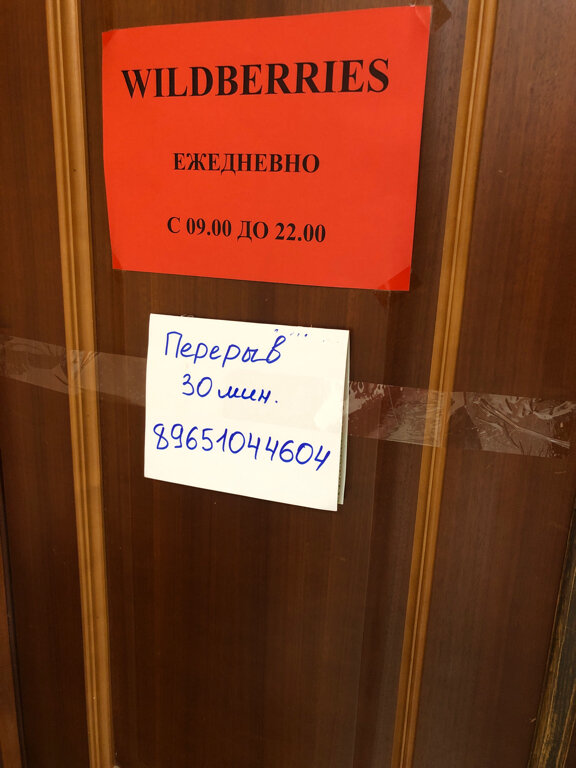 WILDBERRIES
ЕЖЕДНЕВНО
С 09.00 ДО 22.00
Перерыв
30 мин.
89651044604